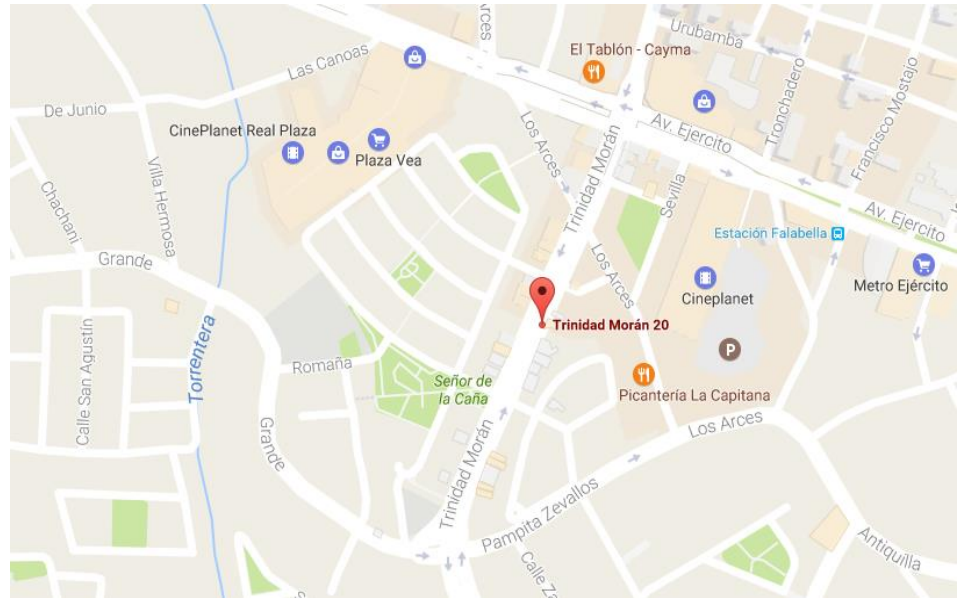 Urubamba
El Tablón - Cayma
Arces
Las Canoas
Tronchadero
Francisco Mostajo
De Junio
CinePlanet Real Plaza
Plaza Vea
Los Arces
Trinidad Morán
Av. Ejercito
Villa Hermosa
Chachani
Sevilla
Av. Ejercito
Estación Falabella
Grande
Metro Ejército
Cineplanet
Los Arces
Trinidad Morán 20
Torrentera
P
Romaña
Calle San Agustín
Señor de
la Caña
Picantería La Capitana
Los Arces
Grande
Trinidad Morán
Pampita Zevallos
Antiquilla